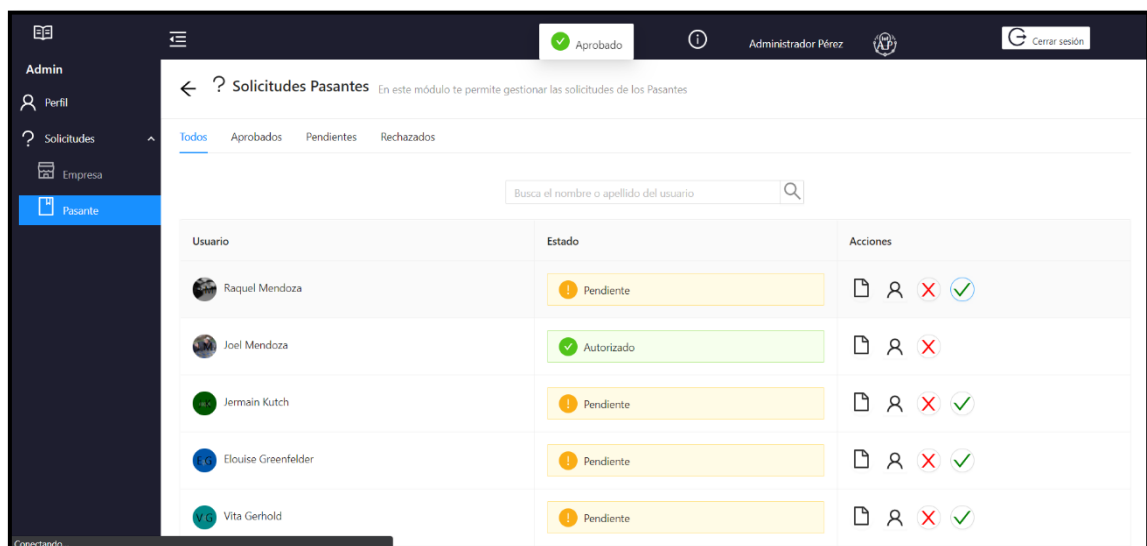 Aprobado
Administrador Pérez
Cerrar sesión
Admin
Perfil
Solicitudes
Empresa
Pasante
Solicitudes Pasantes En este módulo te permite gestionar las solicitudes de los Pasantes
Todos Aprobados Pendientes Rechazados
Busca el nombre o apellido del usuario
Usuario Estado Acciones
Raquel Mendoza Pendiente
Joel Mendoza Autorizado
Jermain Kutch Pendiente
EG Elouise Greenfelder Pendiente
VG Vita Gerhold Pendiente
Conectando